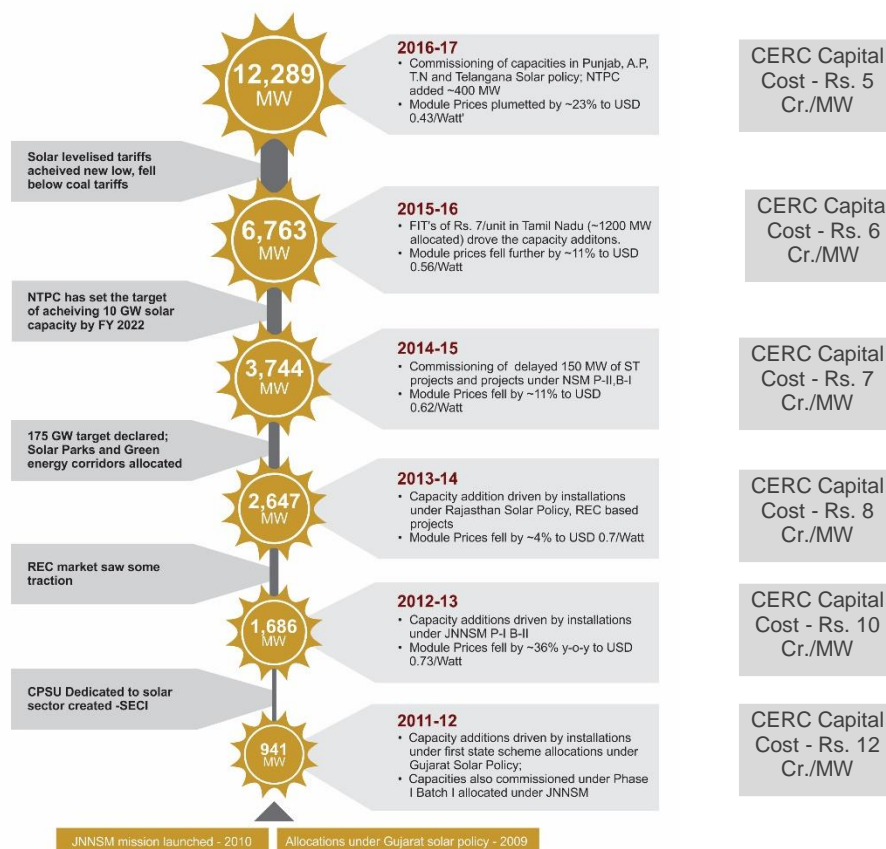 12,289
MW
2016-17
• Commissioning of capacities in Punjab, A.P,
T.N and Telangana Solar policy; NTPC
added ~400 MW
• Module Prices plumetted by ~23% to USD
0.43/Watt'
CERC Capital
Cost - Rs. 5
Cr./MW
Solar levelised tariffs
acheived new low, fell
below coal tariffs
6,763
MW
2015-16
• FIT's of Rs. 7/unit in Tamil Nadu (~1200 MW
allocated) drove the capacity additons.
• Module prices fell further by ~11% to USD
0.56/Watt
CERC Capita
Cost - Rs. 6
Cr./MW
NTPC has set the target
of acheiving 10 GW solar
capacity by FY 2022
3,744
MW
2014-15
• Commissioning of delayed 150 MW of ST
projects and projects under NSM P-II,B-I
• Module Prices fell by ~11% to USD
0.62/Watt
CERC Capital
Cost - Rs. 7
Cr./MW
175 GW target declared;
Solar Parks and Green
energy corridors allocated
2,647
MW
2013-14
• Capacity addition driven by installations
under Rajasthan Solar Policy, REC based
projects
• Module Prices fell by ~4% to USD 0.7/Watt
CERC Capital
Cost - Rs. 8
Cr./MW
REC market saw some
traction
1,686
MW
2012-13
• Capacity additions driven by installations
under JNNSM P-I B-II
• Module Prices fell by ~36% y-o-y to USD
0.73/Watt
CERC Capital
Cost - Rs. 10
Cr./MW
CPSU Dedicated to solar
sector created -SECI
941
MW
2011-12
• Capacity additions driven by installations
under first state scheme allocations under
Gujarat Solar Policy;
• Capacities also commissioned under Phase
I Batch I allocated under JNNSM
CERC Capital
Cost - Rs. 12
Cr./MW
JNNSM mission launched - 2010
Allocations under Gujarat solar policy - 2009